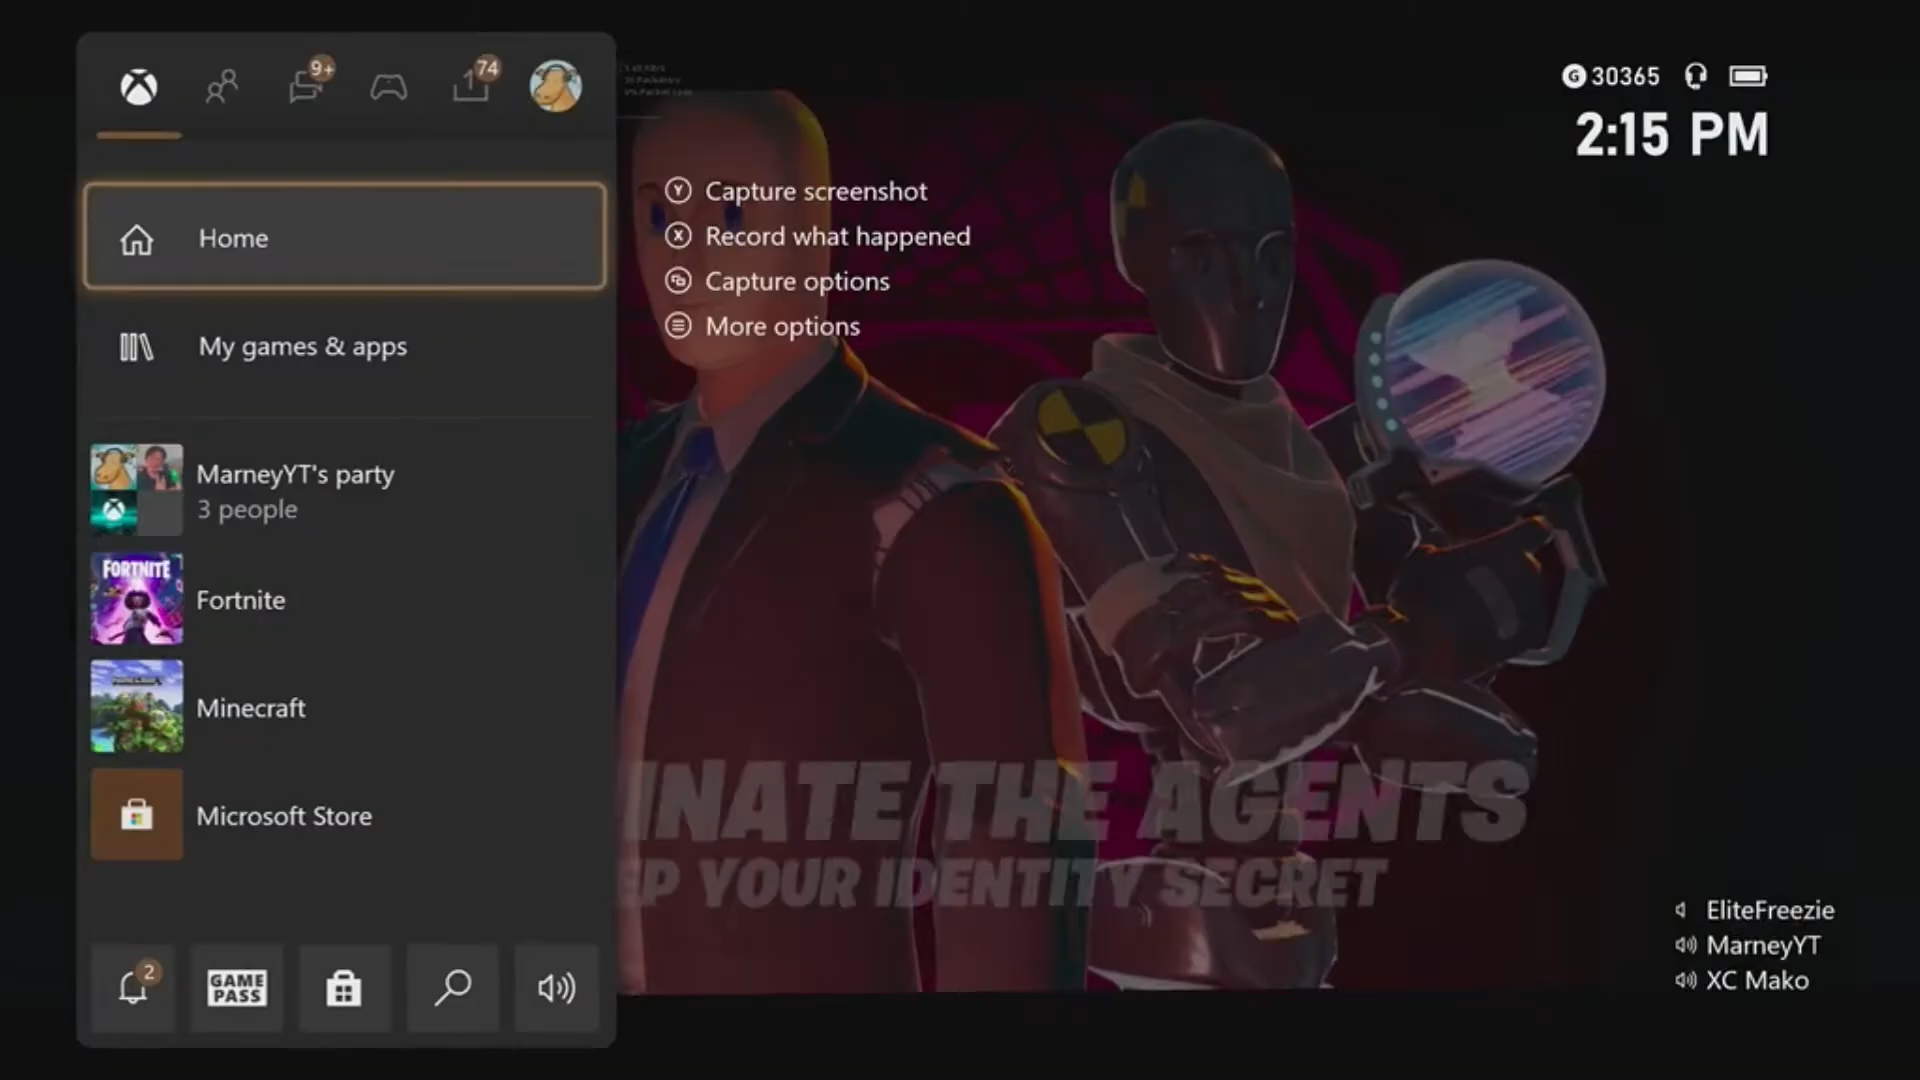 9+
74
30365
2:15 PM
Home
My games & apps
Y Capture screenshot
X Record what happened
Capture options
More options
MarneyYT's party
3 people
FORTNITE
Fortnite
MINECRAFT
Minecraft
Microsoft Store
INATE THE AGENTS
EP YOUR IDENTITY SECRET
EliteFreezie
MarneyYT
XC Mako
2
GAME
PASS